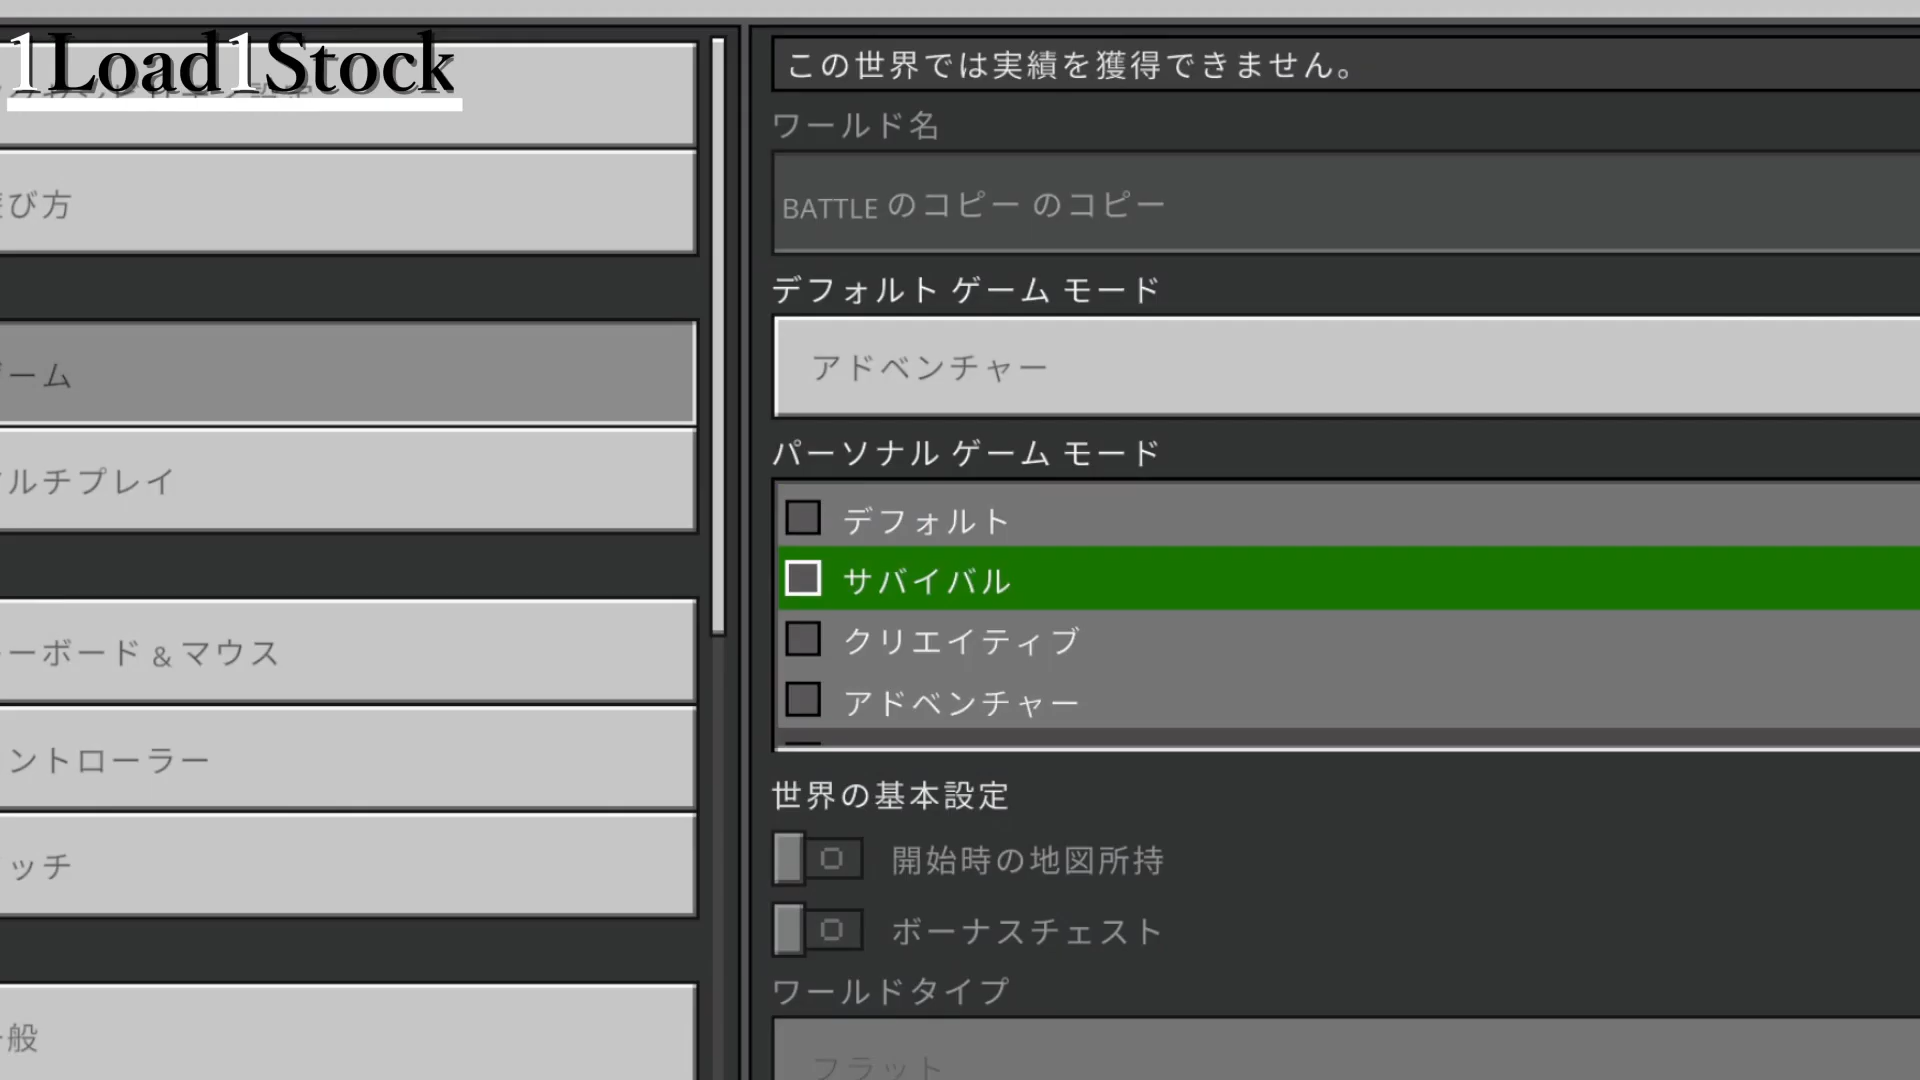 1Load1Stock
び方
ーム
ルチプレイ
ーボード & マウス
ントローラー
ッチ
般
この世界では実績を獲得できません。
ワールド名
BATTLE のコピー のコピー
デフォルト ゲーム モード
アドベンチャー
パーソナル ゲーム モード
デフォルト
サバイバル
クリエイティブ
アドベンチャー
世界の基本設定
開始時の地図所持
ボーナスチェスト
ワールドタイプ
フラット